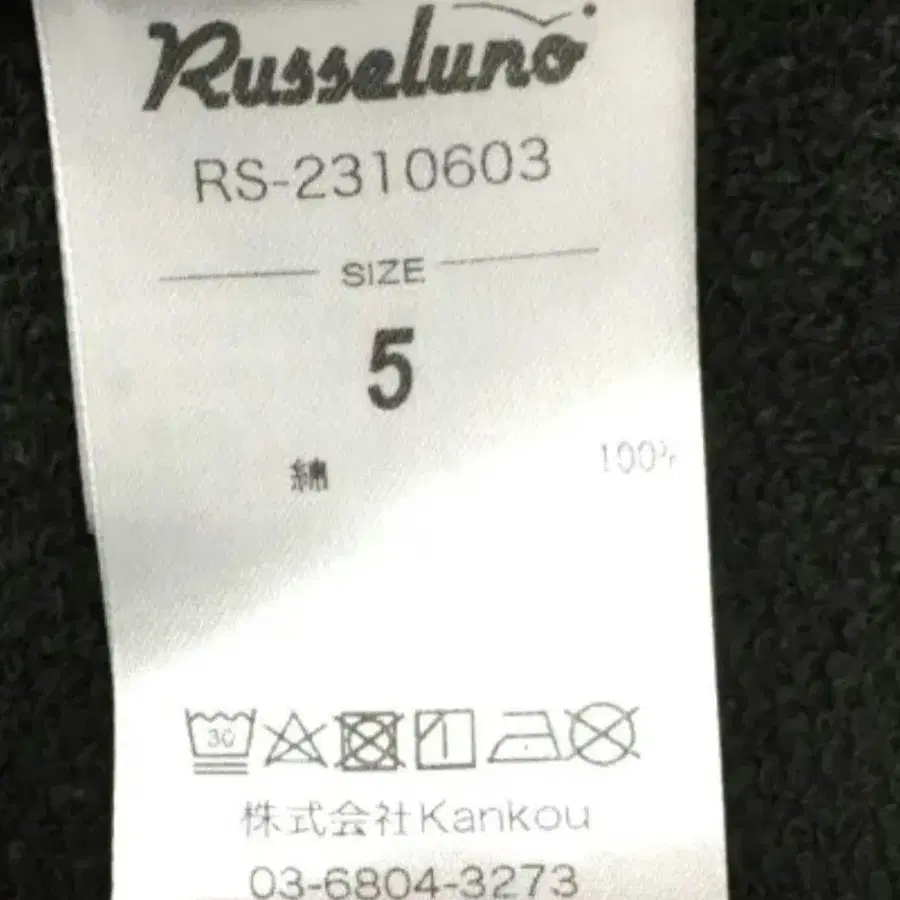 Russeluno
RS-2310603
SIZE
5
綿 100%
30
株式会社Kankou
03-6804-3273